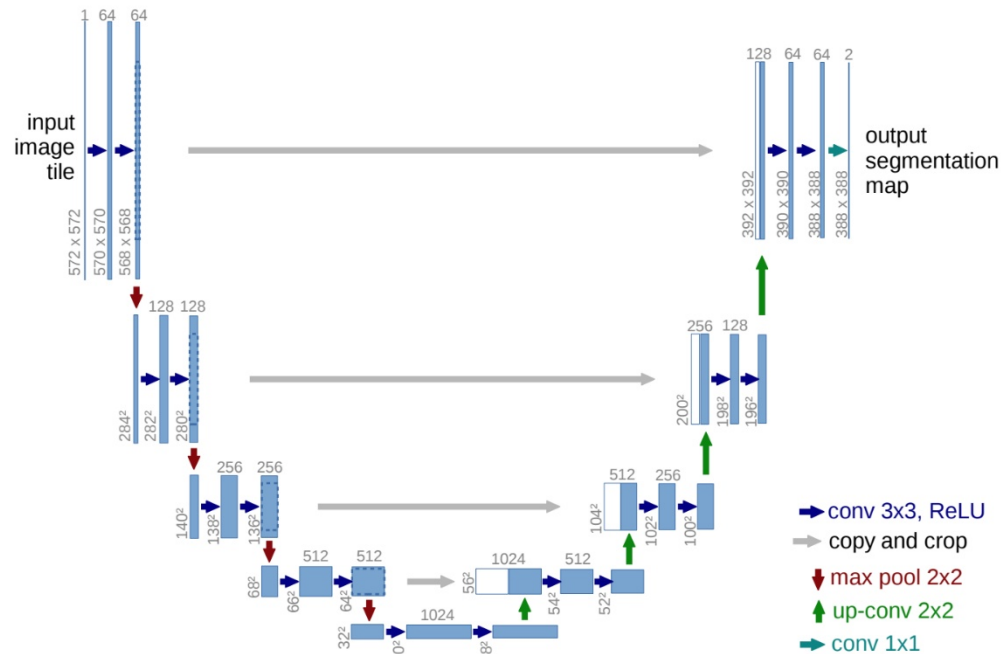 1 64 64
input
image
tile
572 x 572
570 x 570
568 x 568
128 64 64 2
output
segmentation
map
392 x 392
390 x 390
388 x 388
388 x 388
128 128
284²
282²
280²
256 128
200²
198²
196²
256 256
140²
138²
136²
512 256
104²
102²
100²
512 512
68²
66²
64²
1024 512
56²
54²
52²
1024
32²
0²
8²
conv 3x3, ReLU
copy and crop
max pool 2x2
up-conv 2x2
conv 1x1